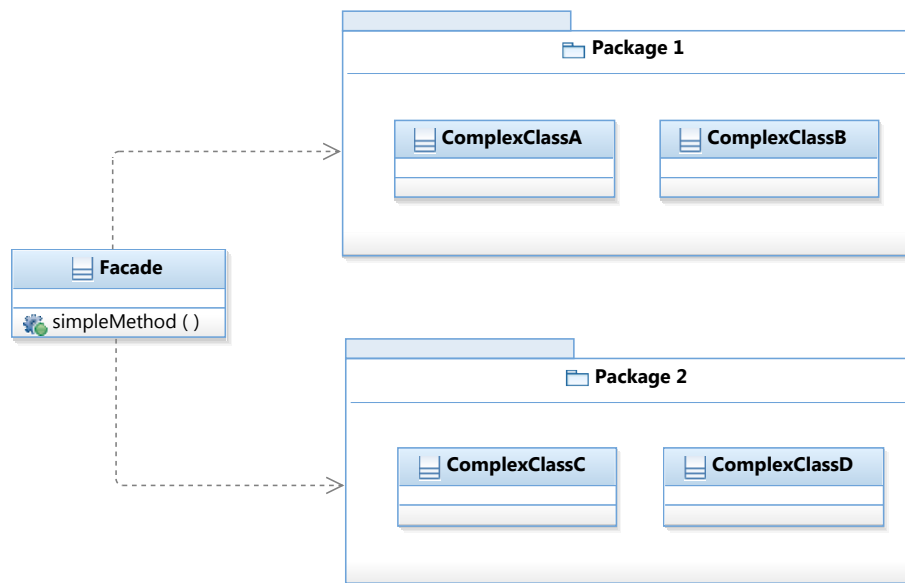 Package 1
ComplexClassA
ComplexClassB
Facade
simpleMethod ( )
Package 2
ComplexClassC
ComplexClassD